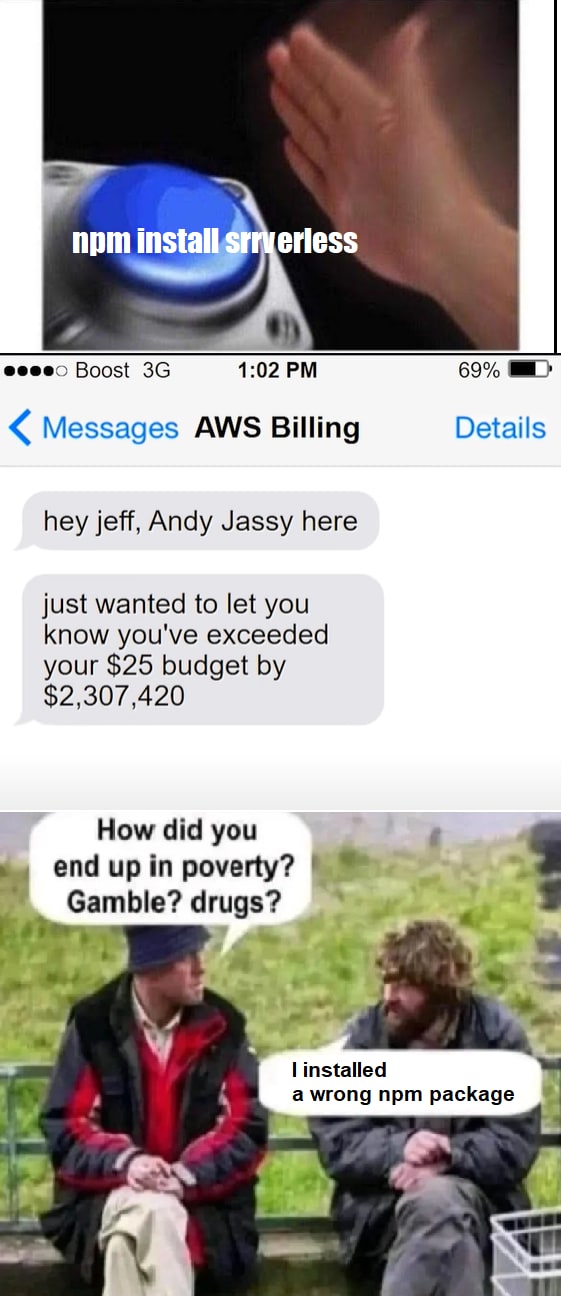 npm install srrverless
Boost 3G 1:02 PM 69%
Messages AWS Billing Details
hey jeff, Andy Jassy here
just wanted to let you
know you've exceeded
your $25 budget by
$2,307,420
How did you
end up in poverty?
Gamble? drugs?
I installed
a wrong npm package